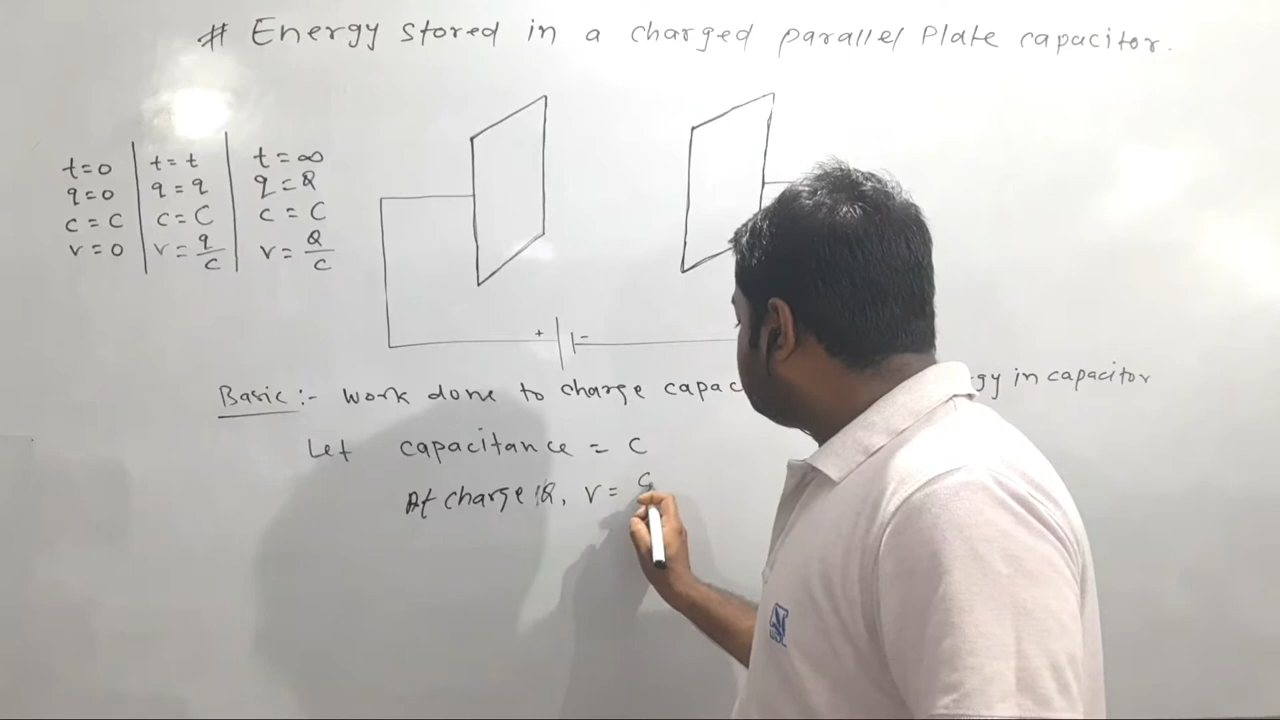 # Energy stored in a charged parallel Plate capacitor.
t=0 | t=t | t=∞
q=0 | q=q | q=Q
c=C | c=C | c=C
v=0 | v=q/c | v=Q/c
+ -
Basic :- work done to charge capac gy in capacitor
Let capacitance = C
At charge Q, v=